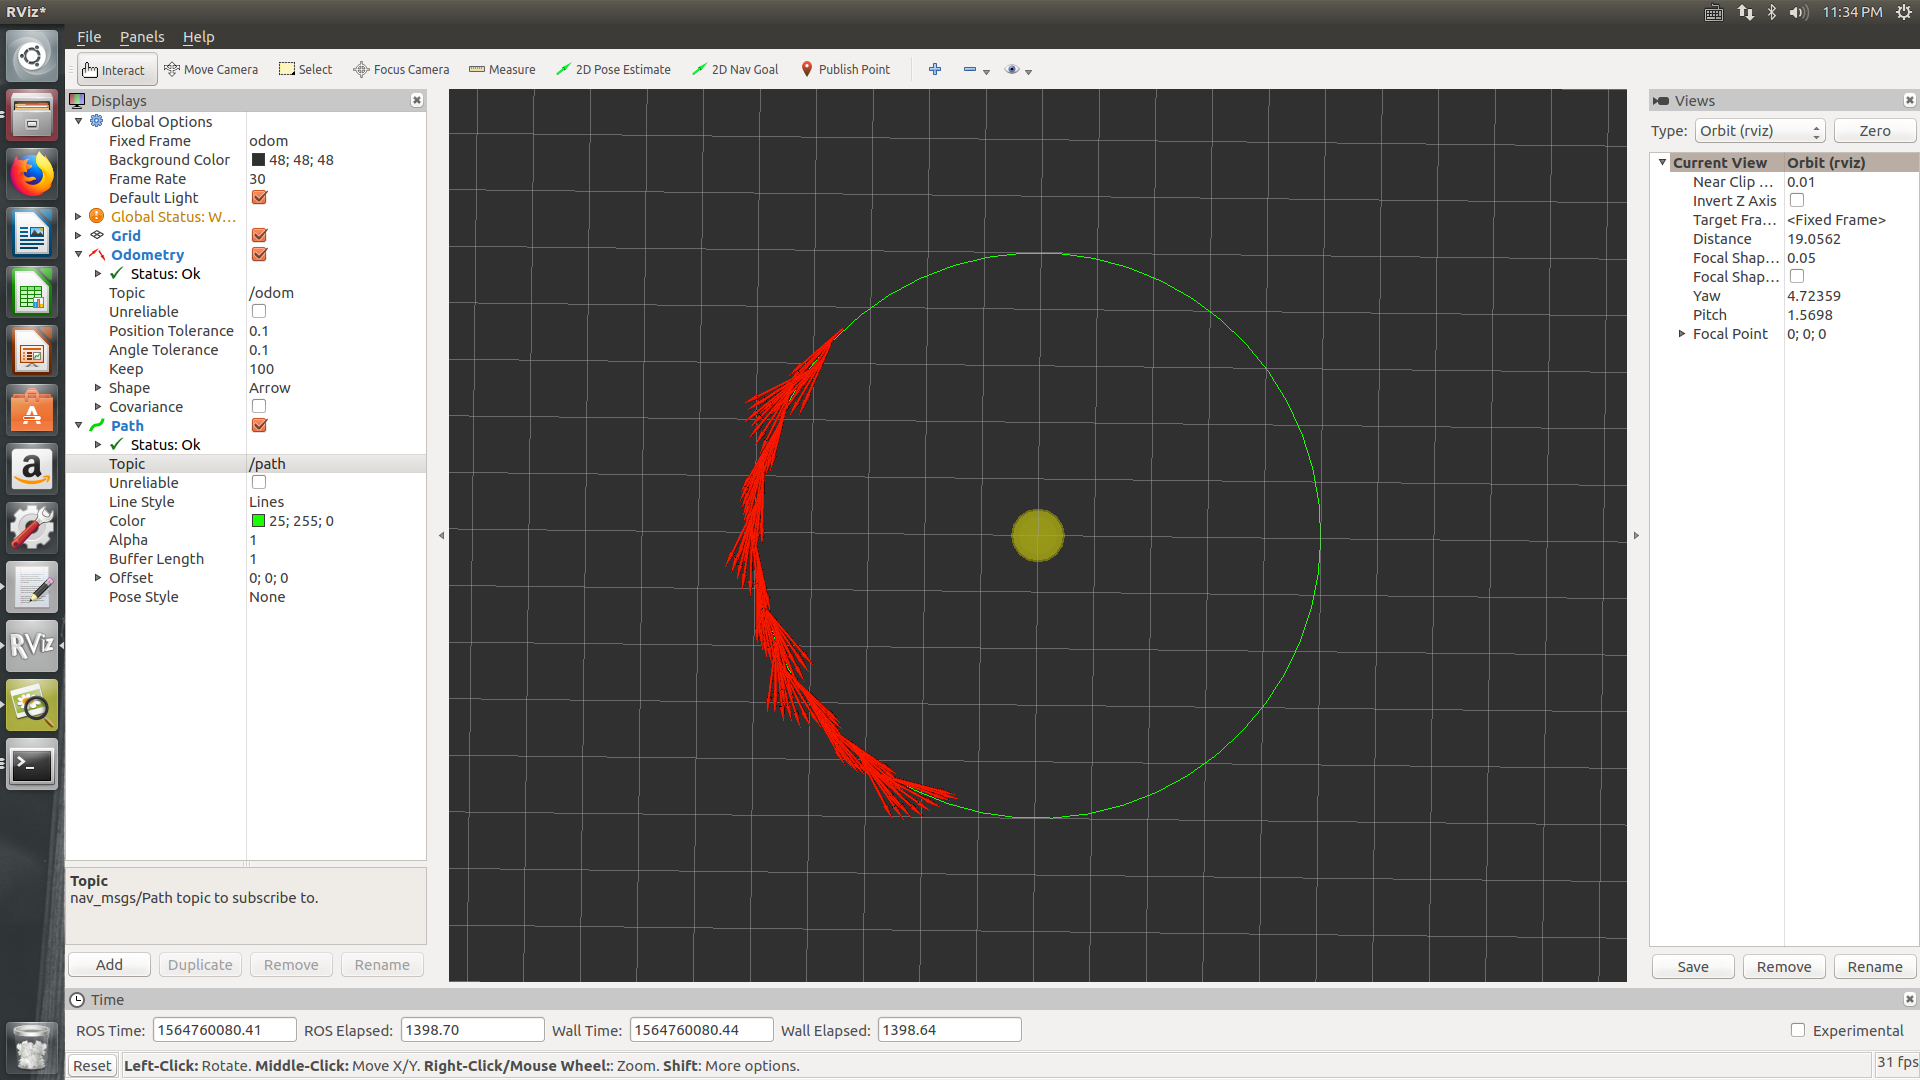 RViz*
11:34 PM
File Panels Help
Interact Move Camera Select Focus Camera Measure 2D Pose Estimate 2D Nav Goal Publish Point
Displays
Global Options
Fixed Frame odom
Background Color 48; 48; 48
Frame Rate 30
Default Light
Global Status: W...
Grid
Odometry
Status: Ok
Topic /odom
Unreliable
Position Tolerance 0.1
Angle Tolerance 0.1
Keep 100
Shape Arrow
Covariance
Path
Status: Ok
Topic /path
Unreliable
Line Style Lines
Color 25; 255; 0
Alpha 1
Buffer Length 1
Offset 0; 0; 0
Pose Style None
Topic
nav_msgs/Path topic to subscribe to.
Add Duplicate Remove Rename
Views
Type: Orbit (rviz) Zero
Current View Orbit (rviz)
Near Clip ... 0.01
Invert Z Axis
Target Fra... <Fixed Frame>
Distance 19.0562
Focal Shap... 0.05
Focal Shap...
Yaw 4.72359
Pitch 1.5698
Focal Point 0; 0; 0
Save Remove Rename
Time
ROS Time: 1564760080.41 ROS Elapsed: 1398.70 Wall Time: 1564760080.44 Wall Elapsed: 1398.64 Experimental
Reset Left-Click: Rotate. Middle-Click: Move X/Y. Right-Click/Mouse Wheel:: Zoom. Shift: More options. 31 fps
a
RViz
>_